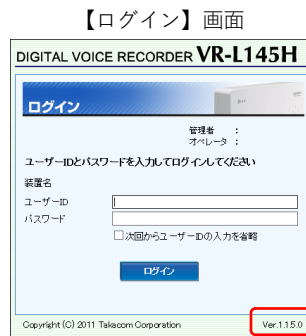 【ログイン】画面
DIGITAL VOICE RECORDER VR-L145H
ログイン
管理者 :
オペレータ :
ユーザーIDとパスワードを入力してログインしてください
装置名
ユーザーID
パスワード
次回からユーザーIDの入力を省略
ログイン
Copyright (C) 2011 Takacom Corporation Ver.1.15.0